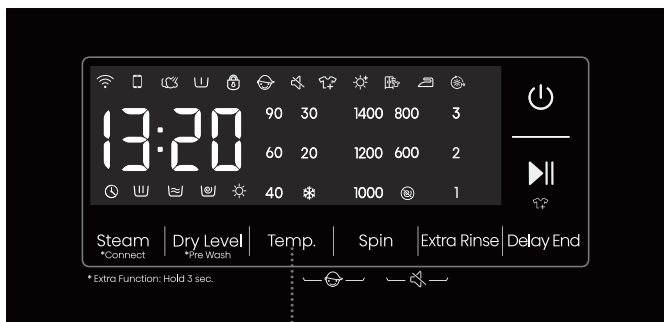 13:20
90 30 1400 800 3
60 20 1200 600 2
40 1000 1
Steam Dry Level Temp. Spin Extra Rinse Delay End
*Connect *Pre Wash
* Extra Function: Hold 3 sec.